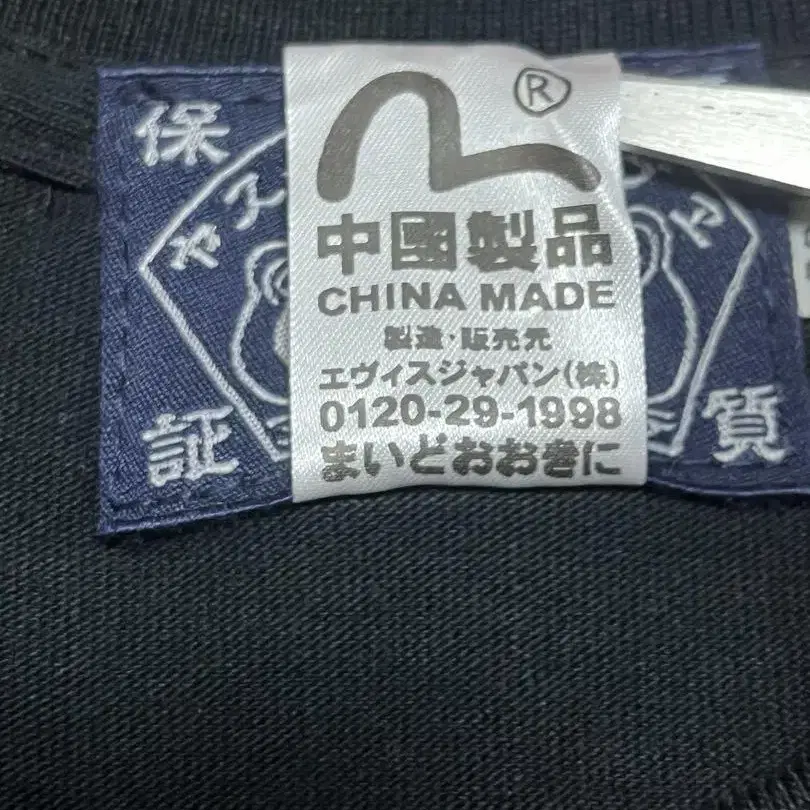 ®
中國製品
CHINA MADE
製造・販売元
エヴィスジャパン(株)
0120-29-1998
まいどおおきに
保
証
質